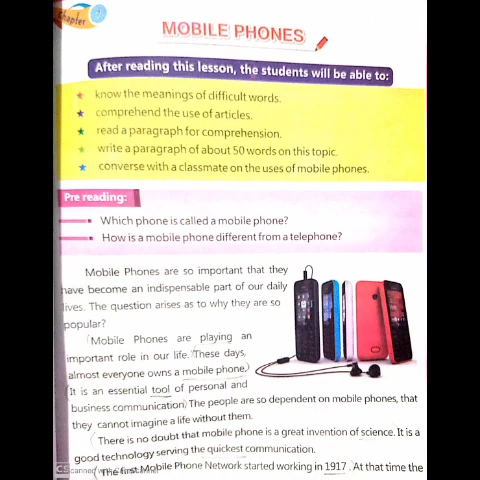 Chapter
MOBILE PHONES
After reading this lesson, the students will be able to:
know the meanings of difficult words.
comprehend the use of articles.
read a paragraph for comprehension.
write a paragraph of about 50 words on this topic.
converse with a classmate on the uses of mobile phones.
Pre reading:
Which phone is called a mobile phone?
How is a mobile phone different from a telephone?
Mobile Phones are so important that they
have become an indispensable part of our daily
lives. The question arises as to why they are so
popular?
Mobile Phones are playing an
important role in our life. These days,
almost everyone owns a mobile phone.
It is an essential tool of personal and
business communication. The people are so dependent on mobile phones, that
they cannot imagine a life without them.
There is no doubt that mobile phone is a great invention of science. It is a
good technology serving the quickest communication.
The first Mobile Phone Network started working in 1917. At that time the
CS Scanned with